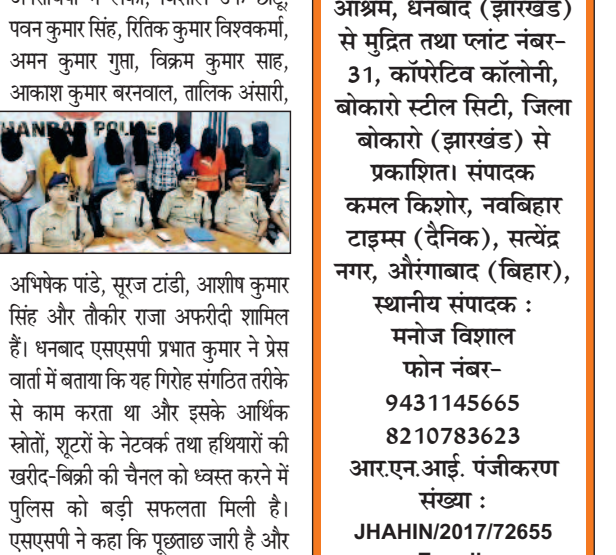 पवन कुमार सिंह, रितिक कुमार विश्वकर्मा,
अमन कुमार गुप्ता, विक्रम कुमार साह,
आकाश कुमार बरनवाल, तालिक अंसारी,
DHANBAD POLICE
अभिषेक पांडे, सूरज टांडी, आशीष कुमार
सिंह और तौकीर राजा अफरीदी शामिल
हैं। धनबाद एसएसपी प्रभात कुमार ने प्रेस
वार्ता में बताया कि यह गिरोह संगठित तरीके
से काम करता था और इसके आर्थिक
स्रोतों, शूटरों के नेटवर्क तथा हथियारों की
खरीद-बिक्री की चैनल को ध्वस्त करने में
पुलिस को बड़ी सफलता मिली है।
एसएसपी ने कहा कि पूछताछ जारी है और
आश्रम, धनबाद (झारखंड)
से मुद्रित तथा प्लांट नंबर-
31, कॉपरेटिव कॉलोनी,
बोकारो स्टील सिटी, जिला
बोकारो (झारखंड) से
प्रकाशित। संपादक
कमल किशोर, नवबिहार
टाइम्स (दैनिक), सत्येंद्र
नगर, औरंगाबाद (बिहार),
स्थानीय संपादक :
मनोज विशाल
फोन नंबर-
9431145665
8210783623
आर.एन.आई. पंजीकरण
संख्या :
JHAHIN/2017/72655